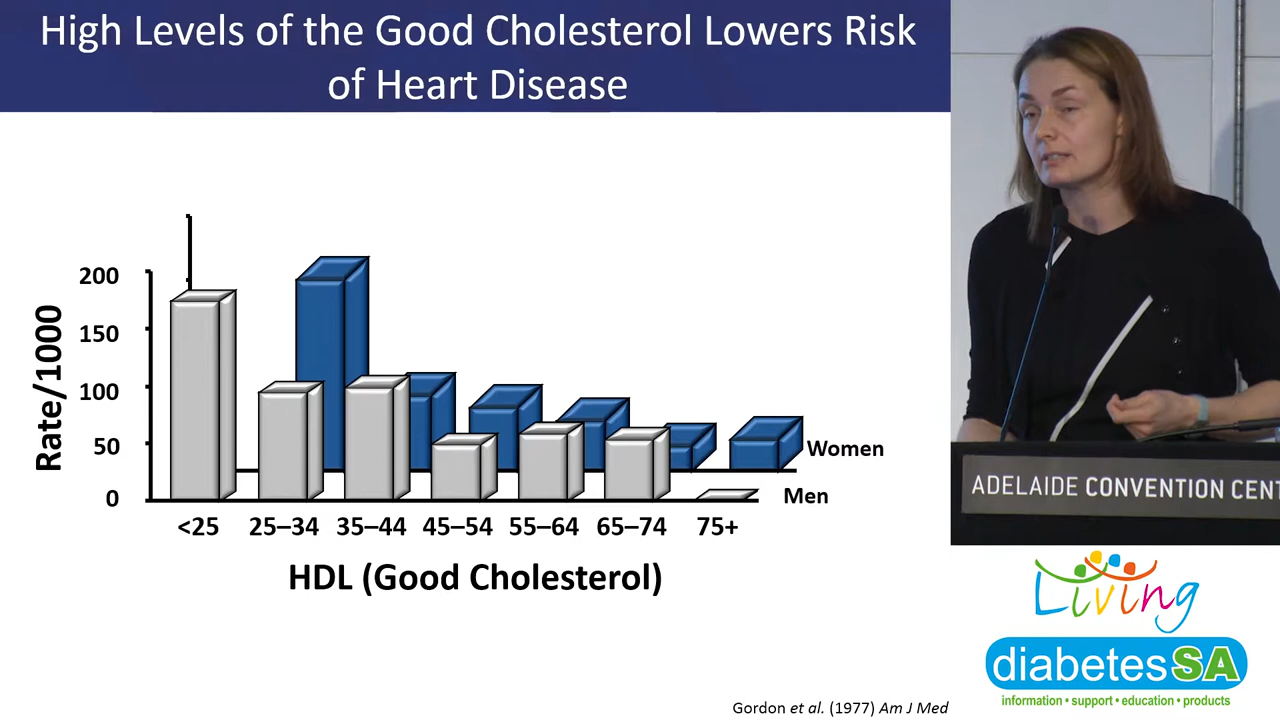 High Levels of the Good Cholesterol Lowers Risk
of Heart Disease
Rate/1000
200
150
100
50
0
Women
Men
<25 25–34 35–44 45–54 55–64 65–74 75+
HDL (Good Cholesterol)
Gordon et al. (1977) Am J Med
ADELAIDE CONVENTION CENT
Living
diabetesSA
information • support • education • products